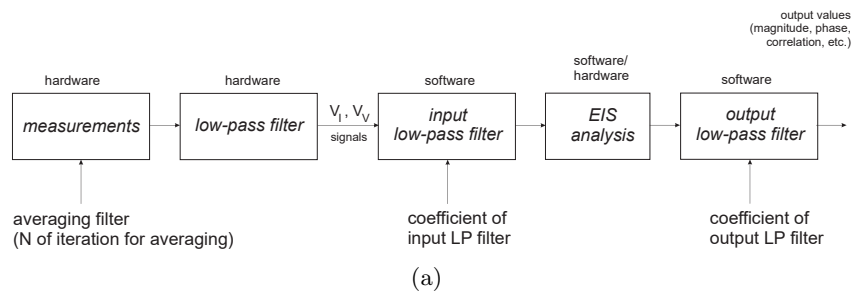 output values
(magnitude, phase,
correlation, etc.)
hardware
hardware
software
software/
hardware
software
measurements
low-pass filter
V_I , V_V
signals
input
low-pass filter
EIS
analysis
output
low-pass filter
averaging filter
(N of iteration for averaging)
coefficient of
input LP filter
coefficient of
output LP filter
(a)